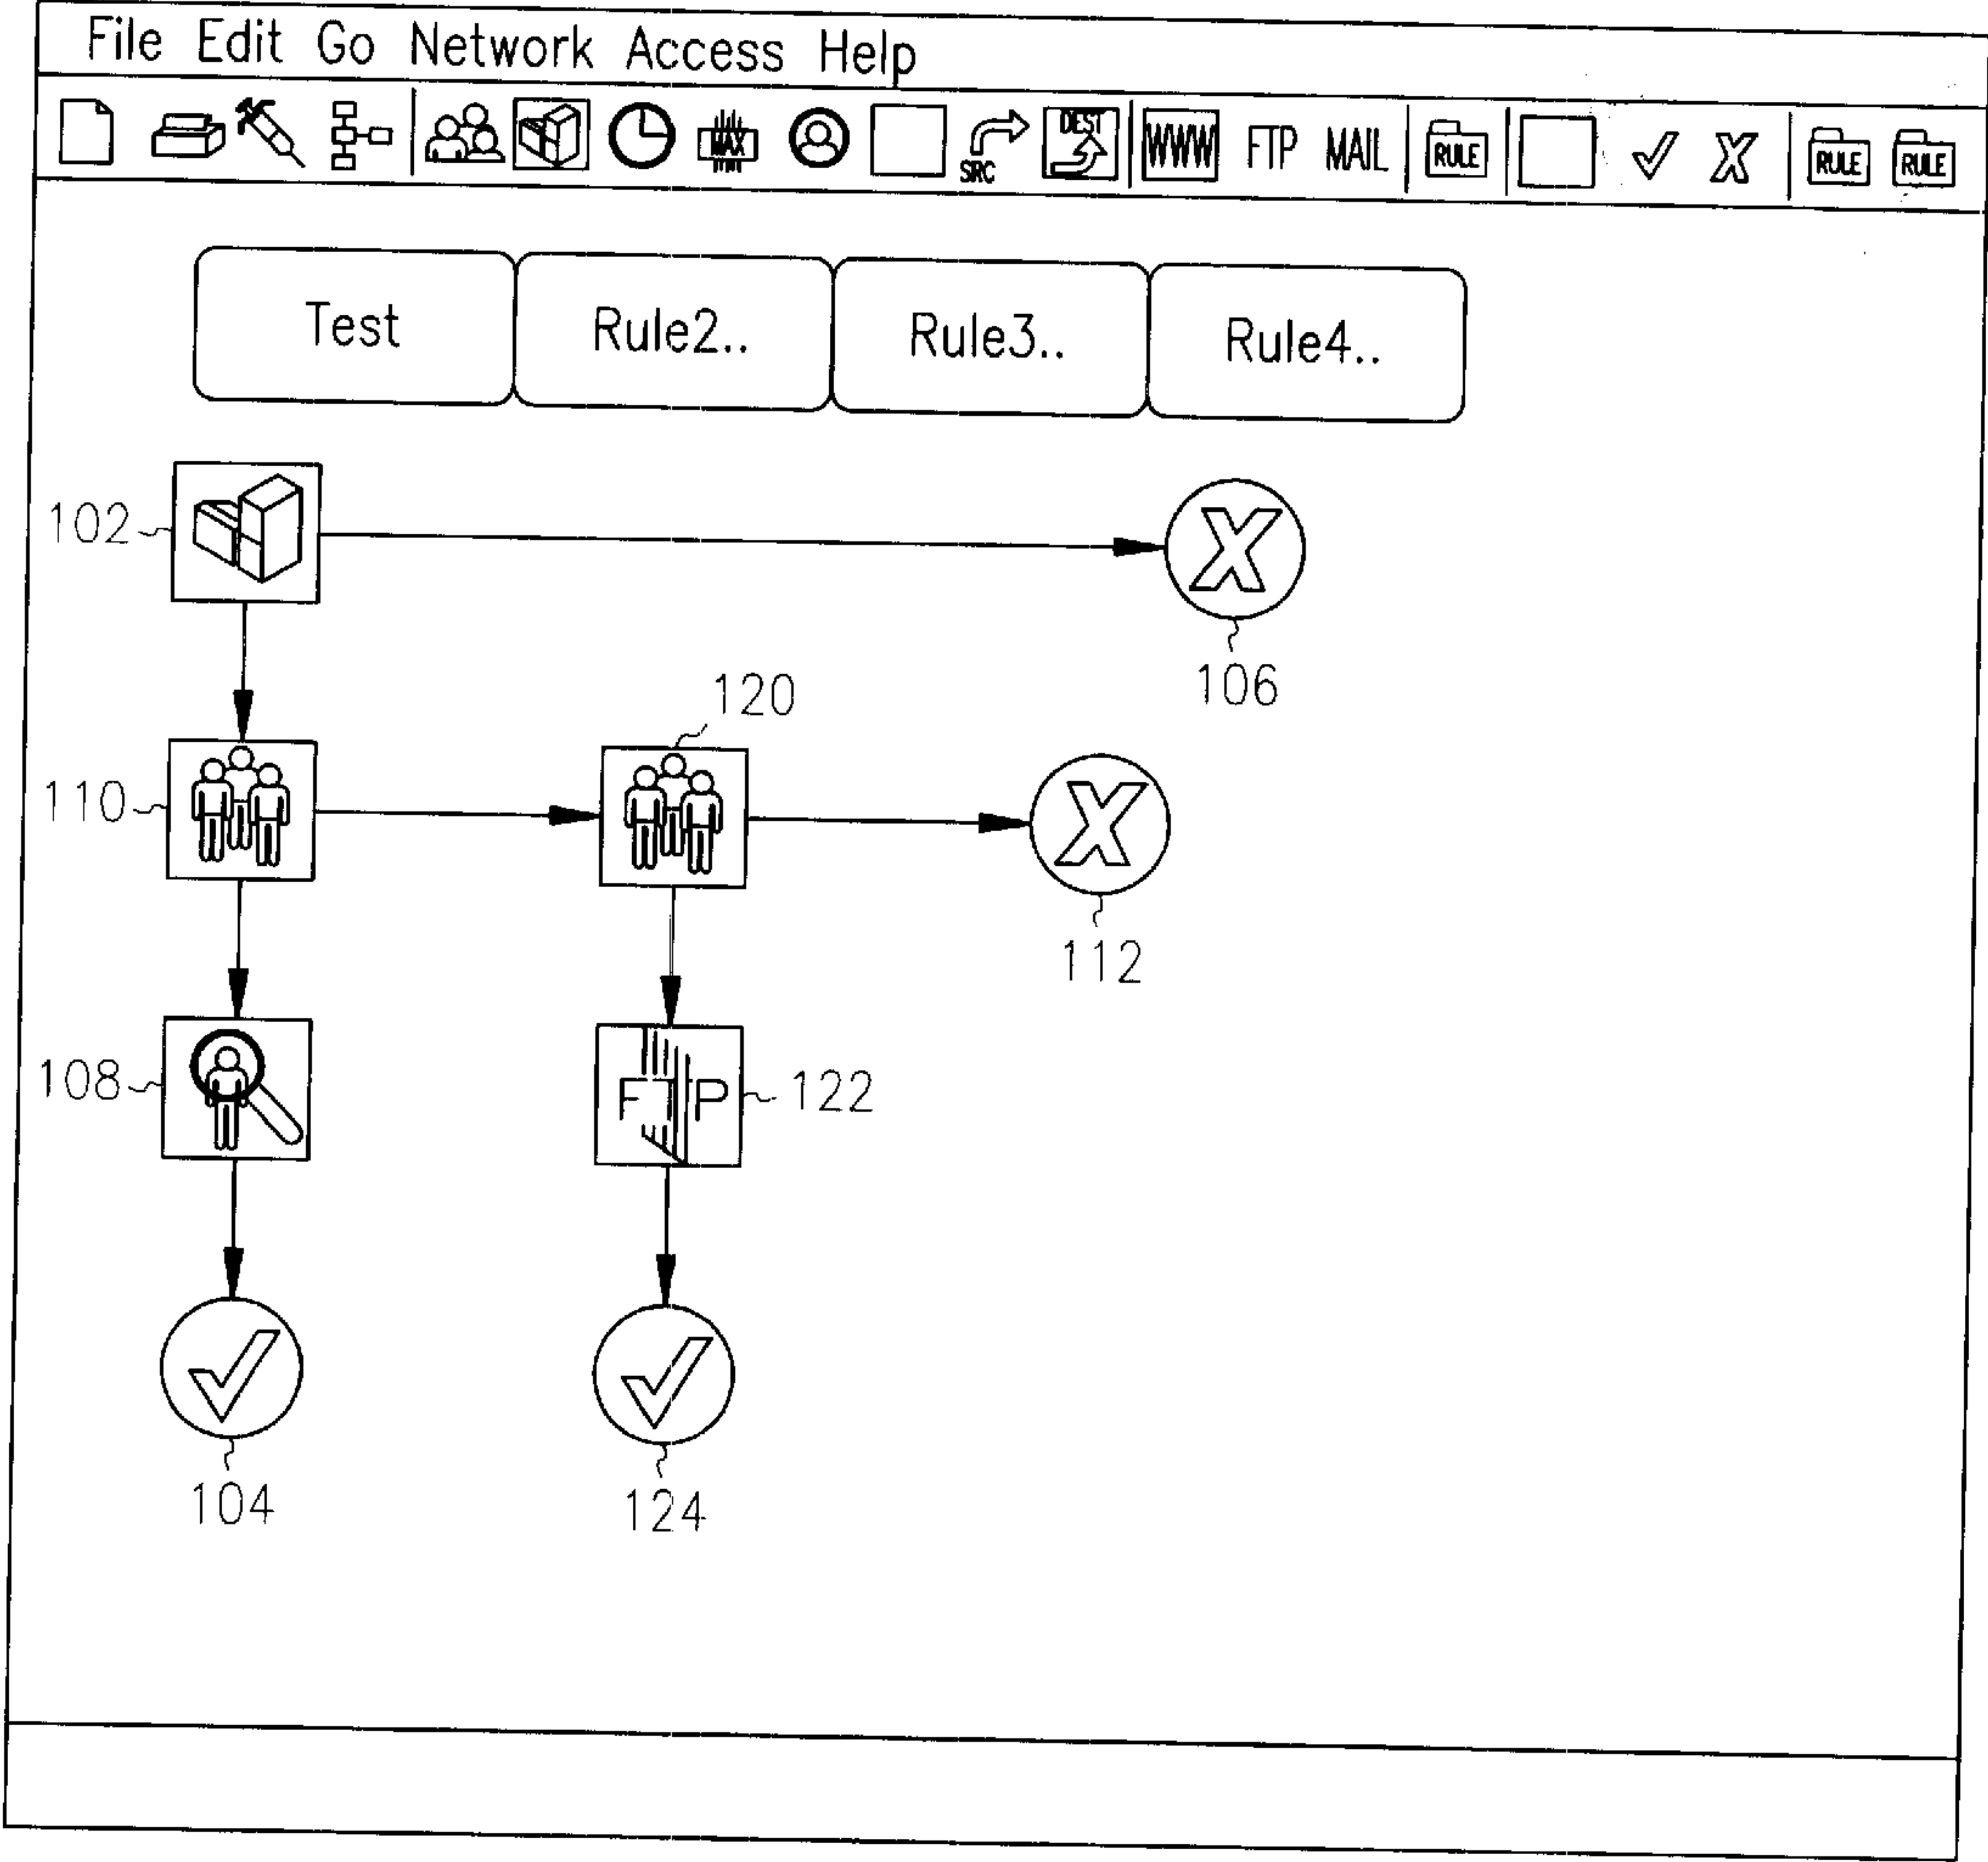 File Edit Go Network Access Help
MAX SRC DEST WWW FTP MAIL RULE X RULE RULE
Test Rule2.. Rule3.. Rule4..
102
X
106
120
110
X
112
108
FTP
122
104
124